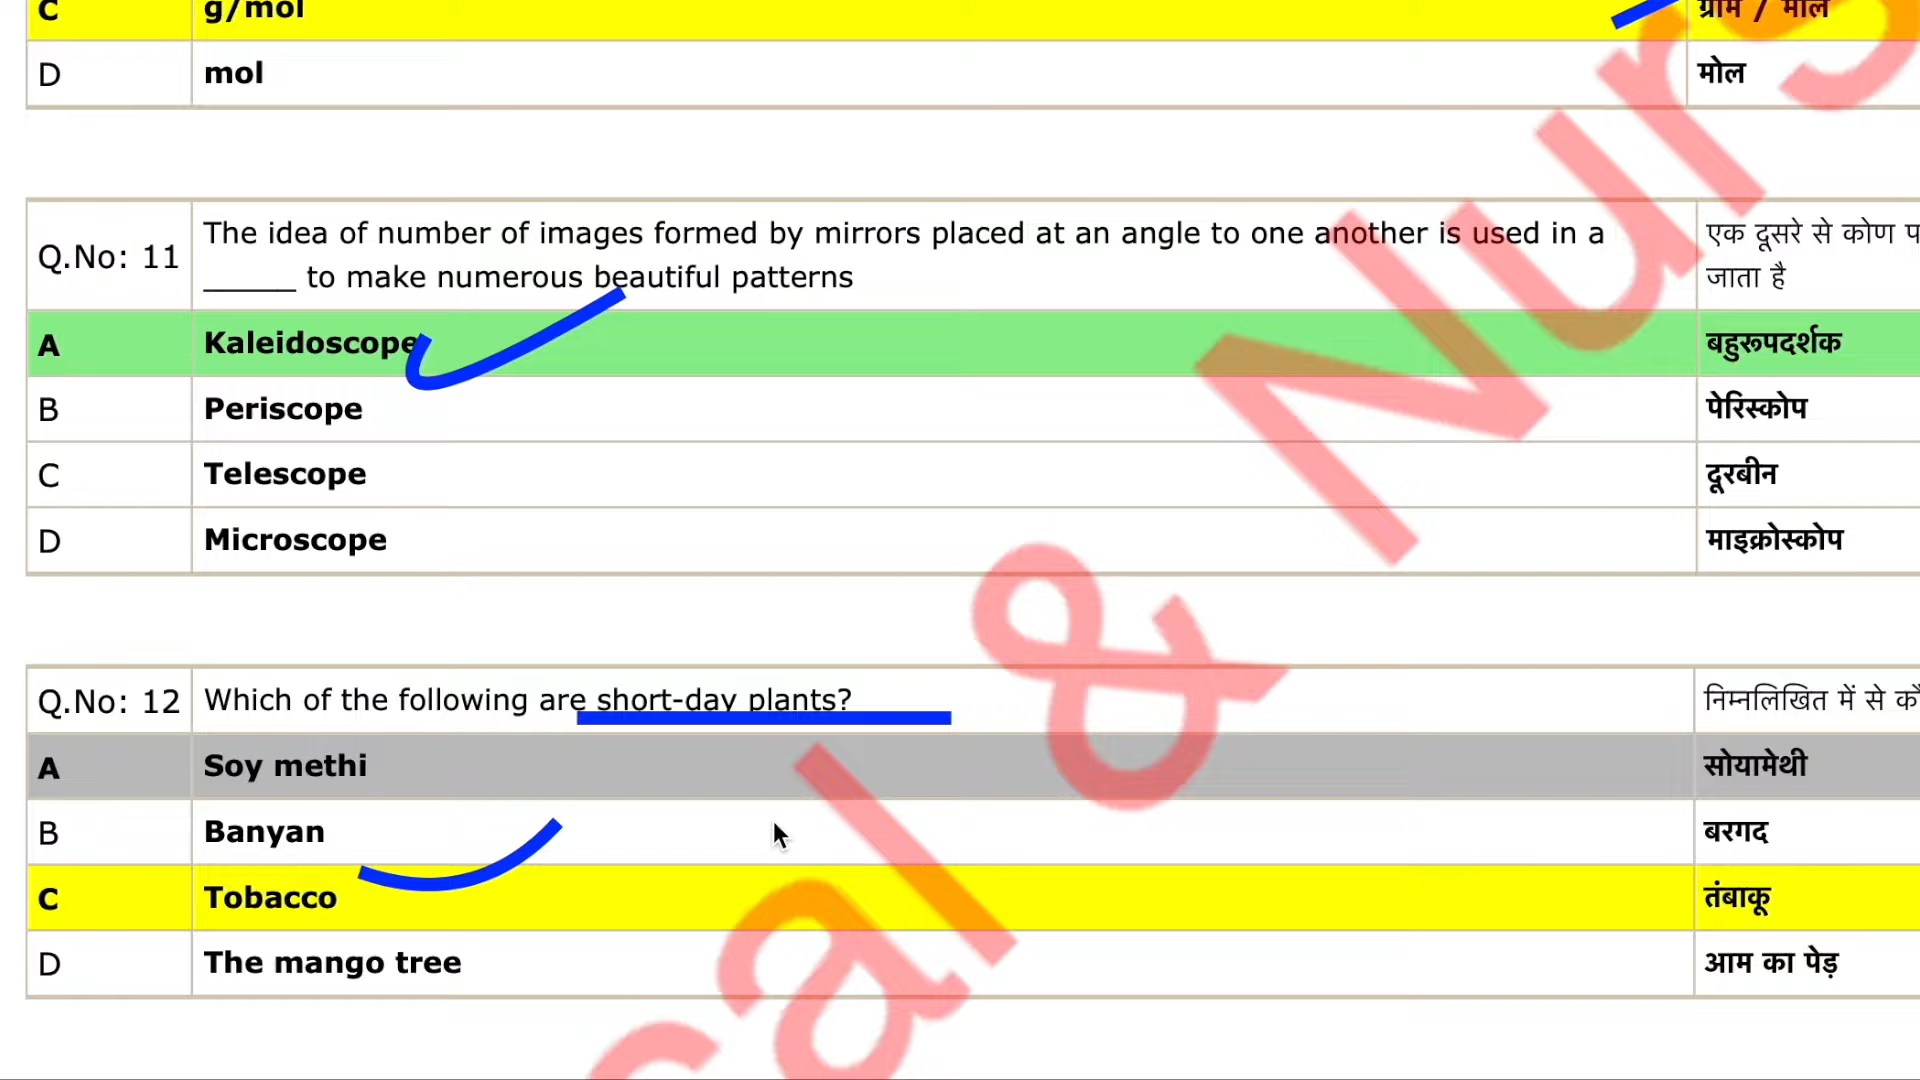 C g/mol ग्राम / मोल
D mol मोल
Q.No: 11 The idea of number of images formed by mirrors placed at an angle to one another is used in a एक दूसरे से कोण
______ to make numerous beautiful patterns जाता है
A Kaleidoscope बहुरूपदर्शक
B Periscope पेरिस्कोप
C Telescope दूरबीन
D Microscope माइक्रोस्कोप
Q.No: 12 Which of the following are short-day plants? निम्नलिखित में से
A Soy methi सोयामेथी
B Banyan बरगद
C Tobacco तंबाकू
D The mango tree आम का पेड़
al & Nurs